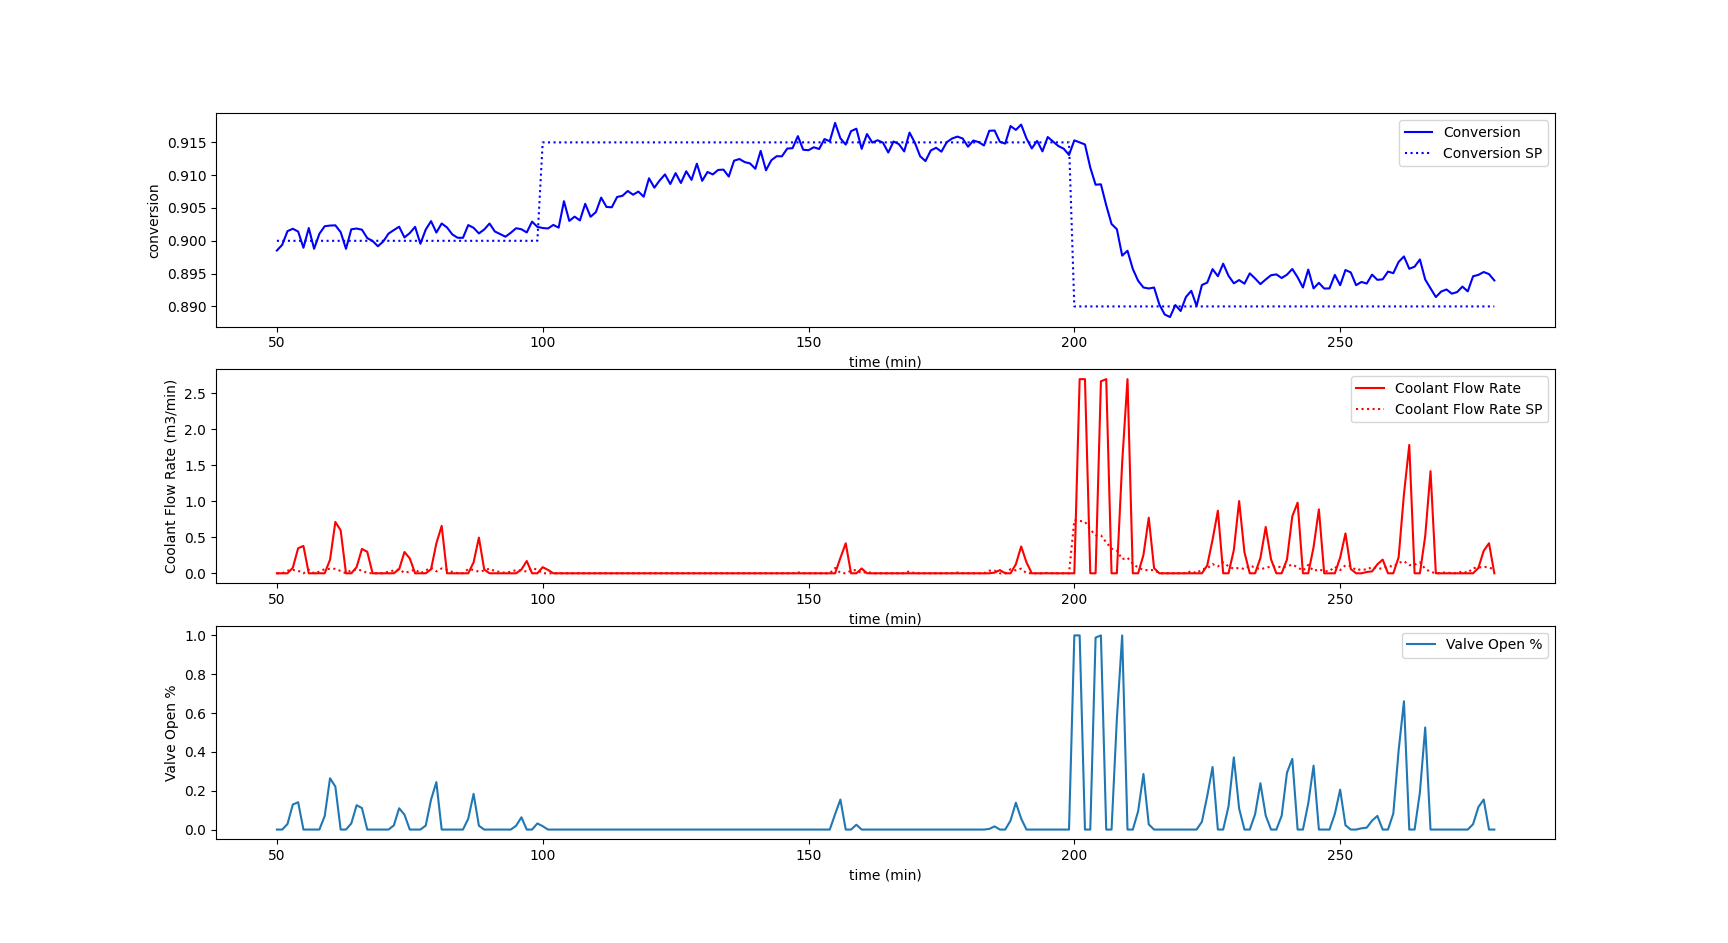 conversion
0.915
0.910
0.905
0.900
0.895
0.890
Conversion
Conversion SP
50 100 150 200 250
time (min)
Coolant Flow Rate (m3/min)
2.5
2.0
1.5
1.0
0.5
0.0
Coolant Flow Rate
Coolant Flow Rate SP
50 100 150 200 250
time (min)
Valve Open %
1.0
0.8
0.6
0.4
0.2
0.0
Valve Open %
50 100 150 200 250
time (min)